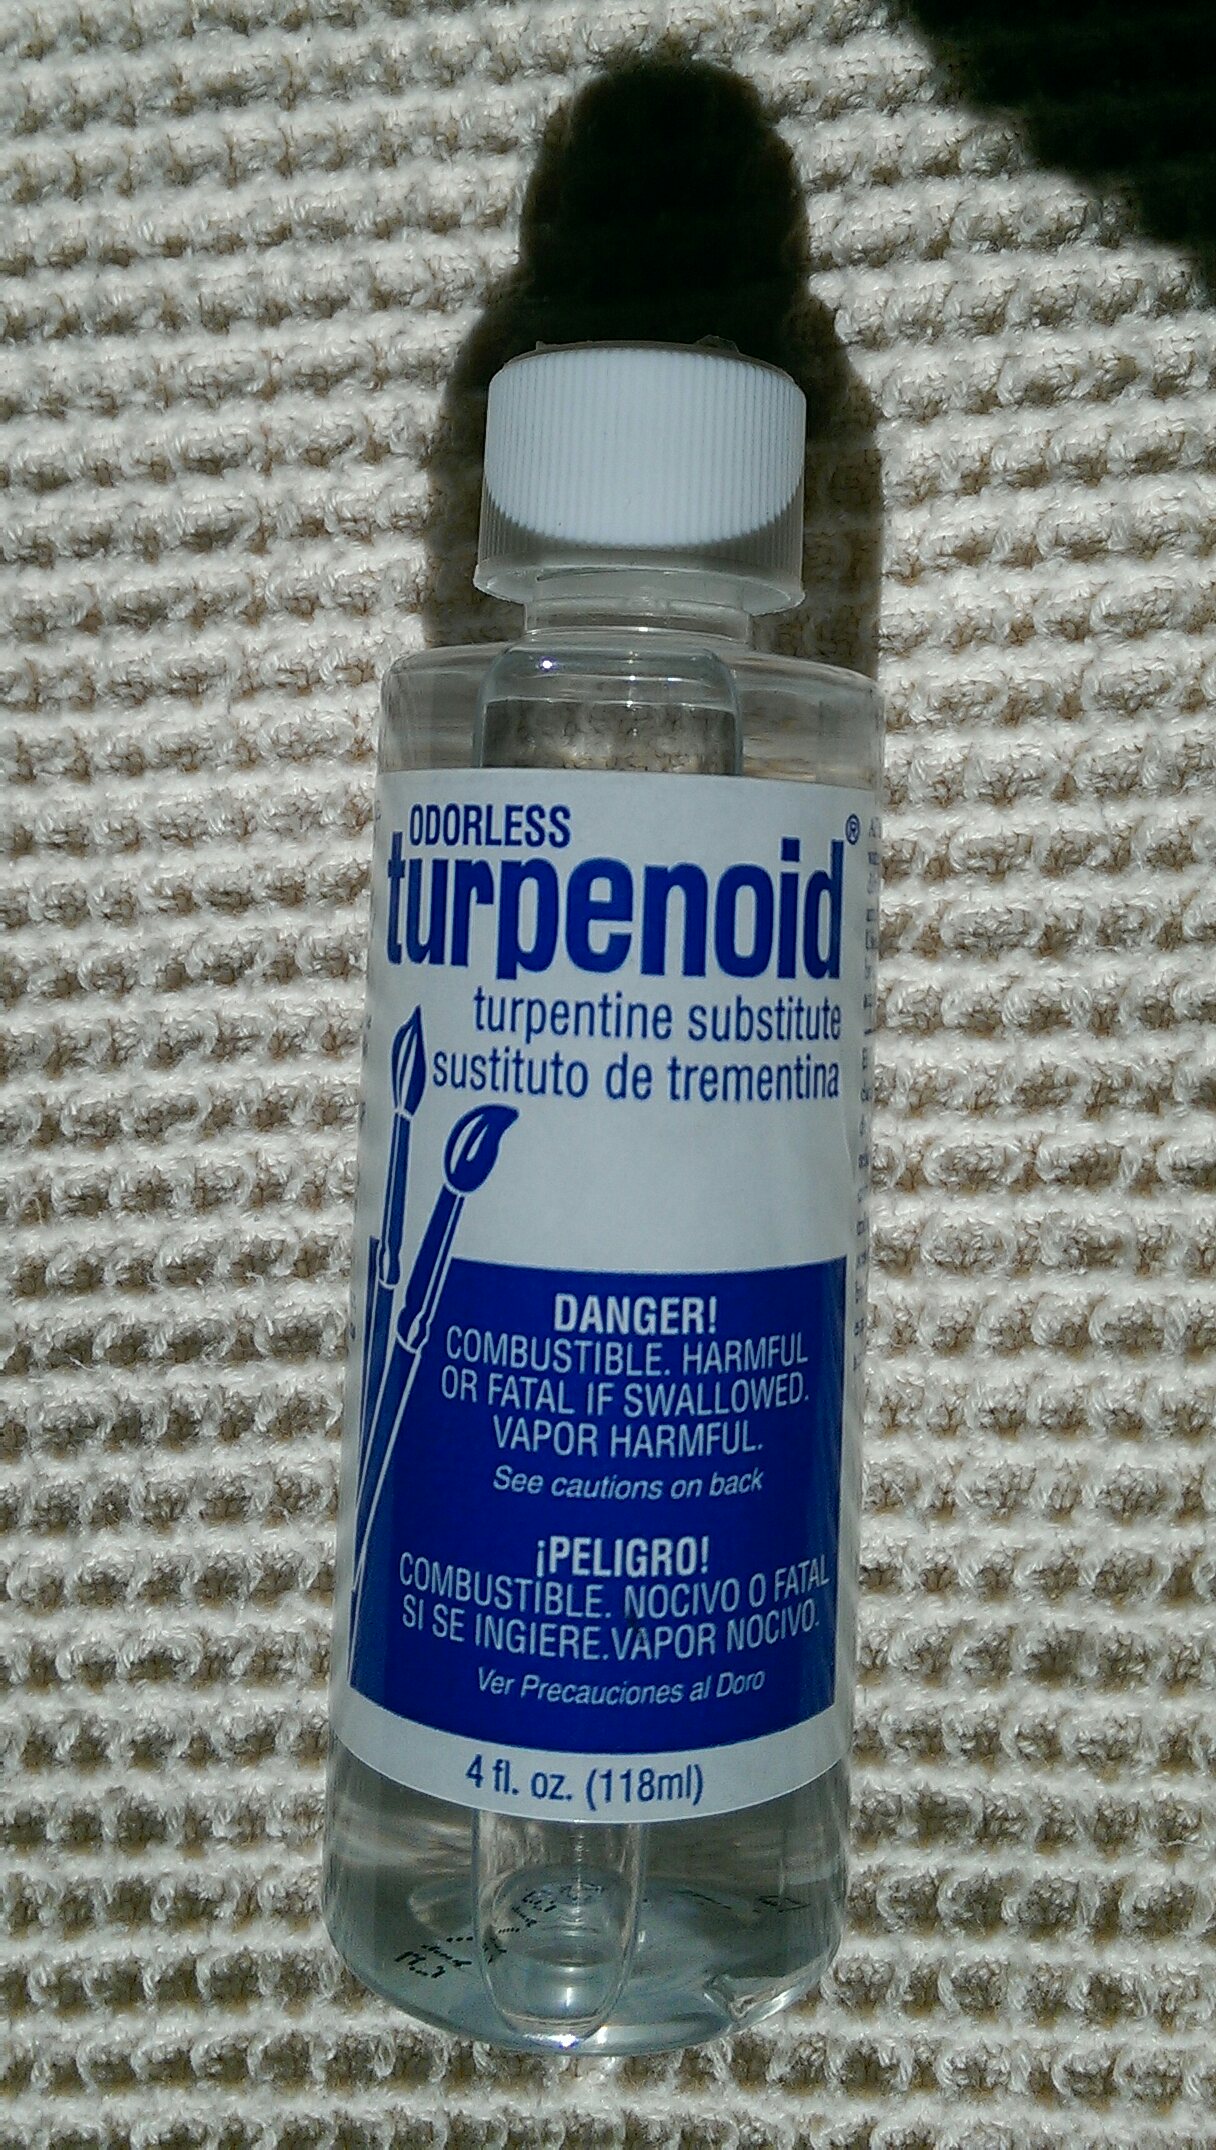 ODORLESS
turpenoid®
turpentine substitute
sustituto de trementina
DANGER!
COMBUSTIBLE. HARMFUL
OR FATAL IF SWALLOWED.
VAPOR HARMFUL.
See cautions on back
¡PELIGRO!
COMBUSTIBLE. NOCIVO O FATAL
SI SE INGIERE.VAPOR NOCIVO.
Ver Precauciones al Doro
4 fl. oz. (118ml)